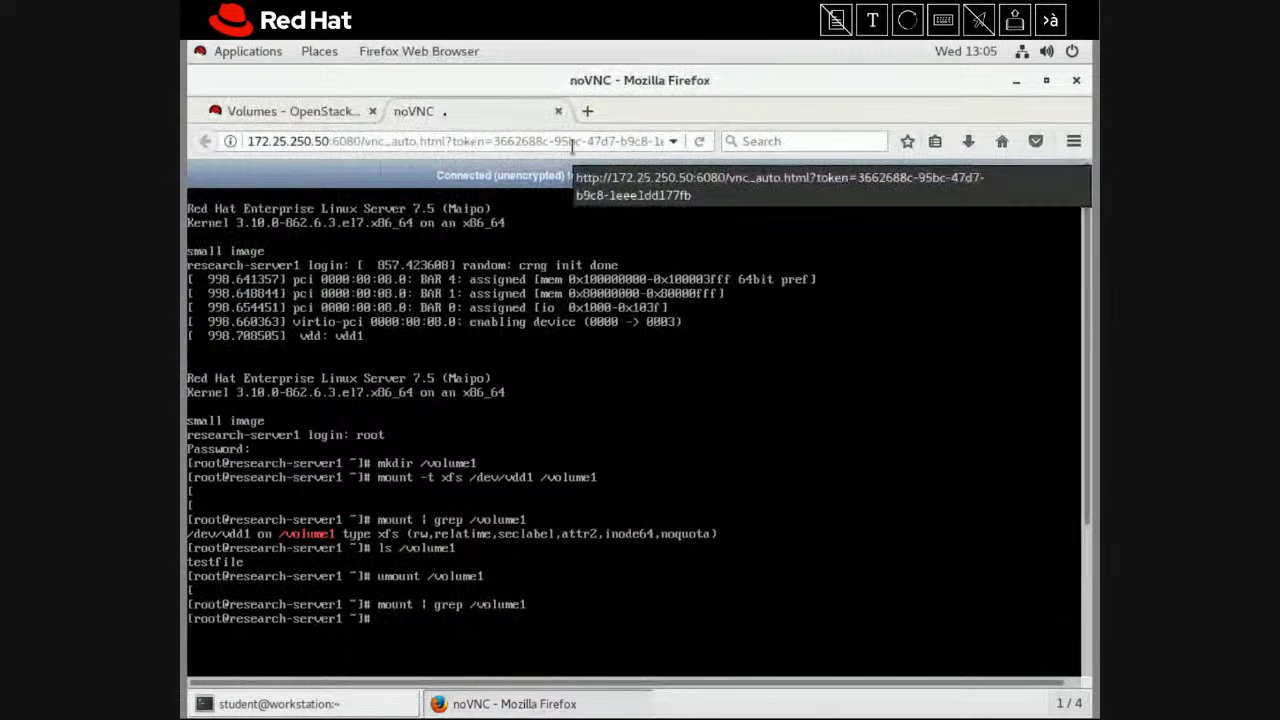 Red Hat
T
>à
Applications Places Firefox Web Browser Wed 13:05
noVNC - Mozilla Firefox
Volumes - OpenStack... noVNC
172.25.250.50:6080/vnc_auto.html?token=3662688c-95bc-47d7-b9c8-1e Search
Connected (unencrypted)
http://172.25.250.50:6080/vnc_auto.html?token=3662688c-95bc-47d7-
b9c8-1eee1dd177fb
Red Hat Enterprise Linux Server 7.5 (Maipo)
Kernel 3.10.0-862.6.3.el7.x86_64 on an x86_64
small image
research-server1 login: [  857.423608] random: crng init done
[  998.641357] pci 0000:00:08.0: BAR 4: assigned [mem 0x100000000-0x100003fff 64bit pref]
[  998.648844] pci 0000:00:08.0: BAR 1: assigned [mem 0x80000000-0x80000fff]
[  998.654451] pci 0000:00:08.0: BAR 0: assigned [io  0x1000-0x103f]
[  998.660363] virtio-pci 0000:00:08.0: enabling device (0000 -> 0003)
[  998.708505]  vdd: vdd1
Red Hat Enterprise Linux Server 7.5 (Maipo)
Kernel 3.10.0-862.6.3.el7.x86_64 on an x86_64
small image
research-server1 login: root
Password:
[root@research-server1 ~]# mkdir /volume1
[root@research-server1 ~]# mount -t xfs /dev/vdd1 /volume1
[
[
[root@research-server1 ~]# mount | grep /volume1
/dev/vdd1 on /volume1 type xfs (rw,relatime,seclabel,attr2,inode64,noquota)
[root@research-server1 ~]# ls /volume1
testfile
[root@research-server1 ~]# umount /volume1
[
[root@research-server1 ~]# mount | grep /volume1
[root@research-server1 ~]#
student@workstation:~ noVNC - Mozilla Firefox 1 / 4